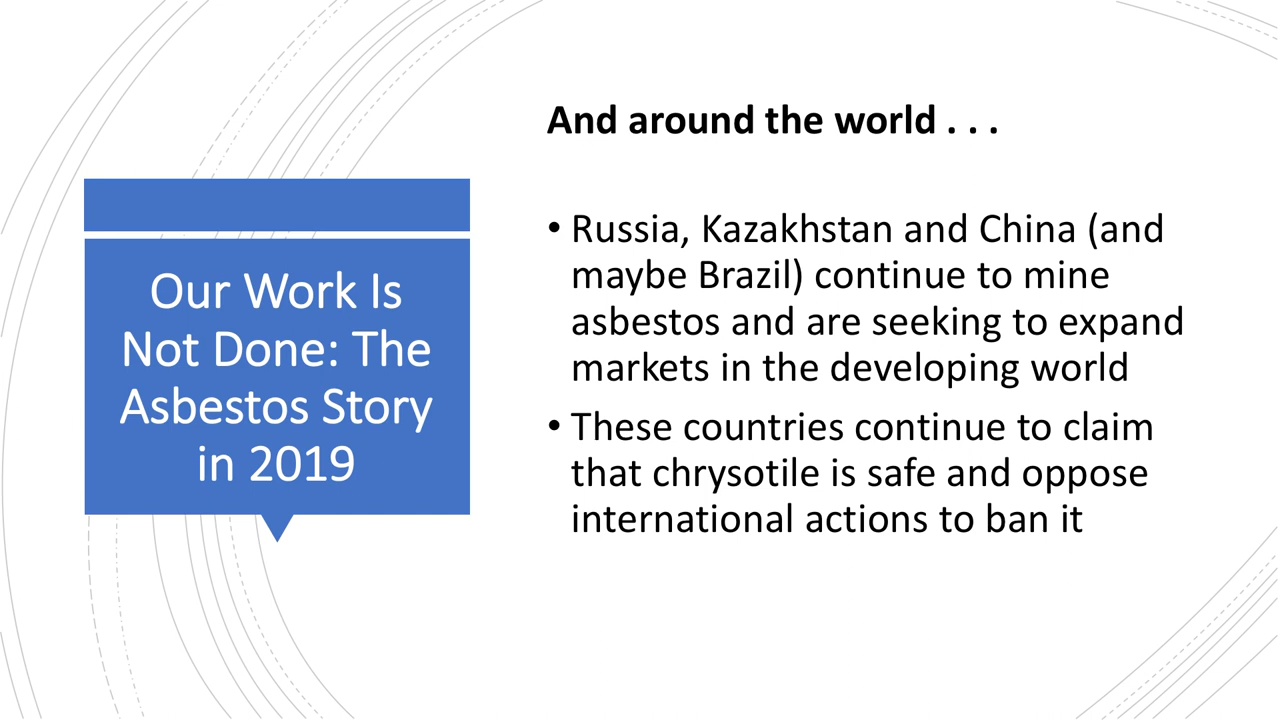 Our Work Is
Not Done: The
Asbestos Story
in 2019
And around the world . . .
• Russia, Kazakhstan and China (and
maybe Brazil) continue to mine
asbestos and are seeking to expand
markets in the developing world
• These countries continue to claim
that chrysotile is safe and oppose
international actions to ban it